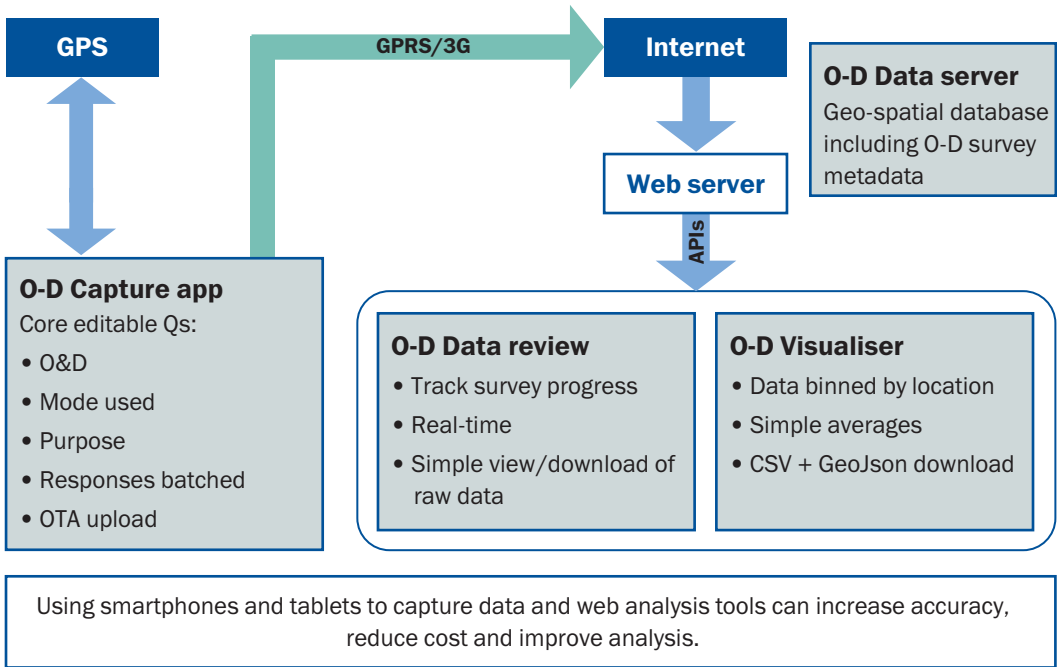 GPS
GPRS/3G
Internet
O-D Data server
Geo-spatial database
including O-D survey
metadata
Web server
APIs
O-D Capture app
Core editable Qs:
• O&D
• Mode used
• Purpose
• Responses batched
• OTA upload
O-D Data review
• Track survey progress
• Real-time
• Simple view/download of
raw data
O-D Visualiser
• Data binned by location
• Simple averages
• CSV + GeoJson download
Using smartphones and tablets to capture data and web analysis tools can increase accuracy,
reduce cost and improve analysis.